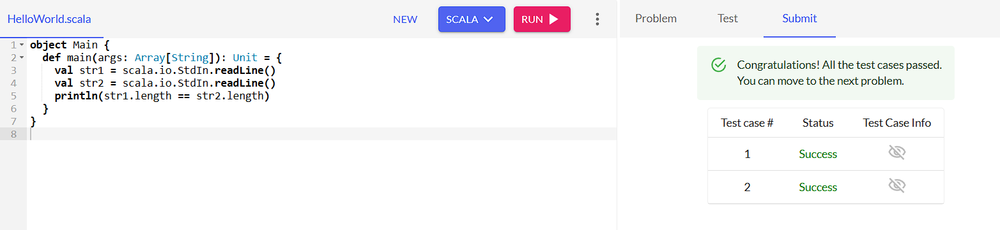 HelloWorld.scala NEW SCALA RUN
1 object Main {
2   def main(args: Array[String]): Unit = {
3     val str1 = scala.io.StdIn.readLine()
4     val str2 = scala.io.StdIn.readLine()
5     println(str1.length == str2.length)
6   }
7 }
8
Problem Test Submit
Congratulations! All the test cases passed.
You can move to the next problem.
Test case # Status Test Case Info
1 Success
2 Success